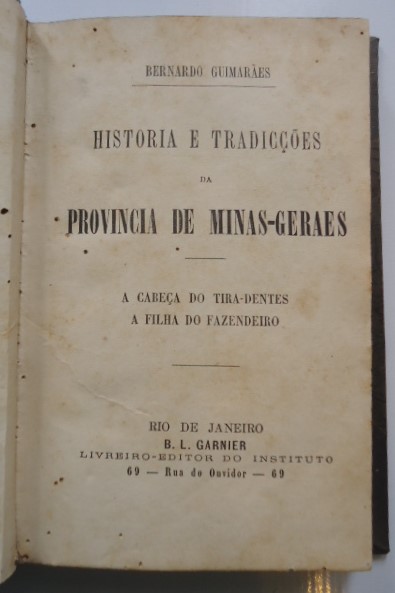 BERNARDO GUIMARÃES
HISTORIA E TRADICÇÕES
DA
PROVINCIA DE MINAS-GERAES
A CABEÇA DO TIRA-DENTES
A FILHA DO FAZENDEIRO
RIO DE JANEIRO
B. L. GARNIER
LIVREIRO-EDITOR DO INSTITUTO
69 — Rua do Ouvidor — 69